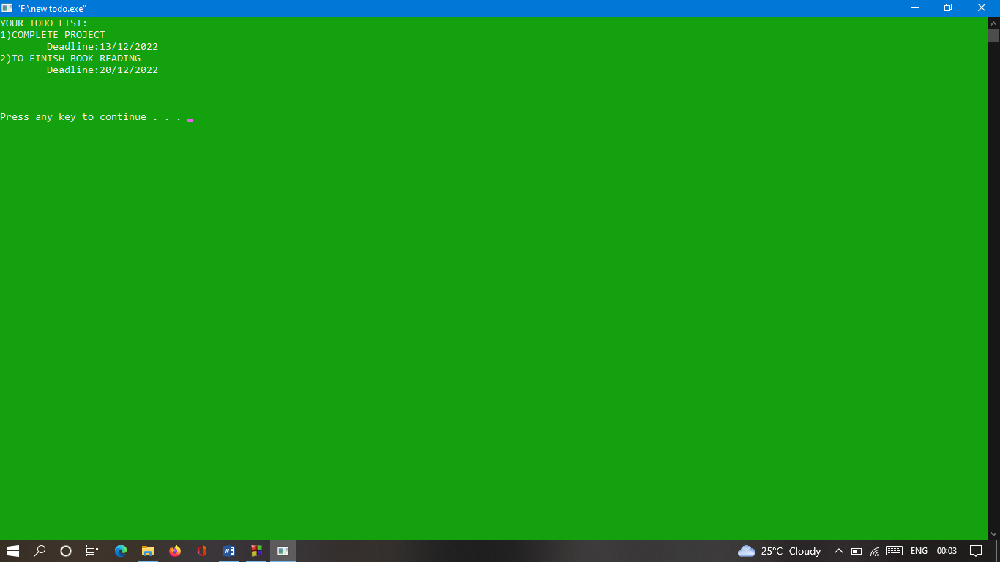 "F:\new todo.exe"
YOUR TODO LIST:
1)COMPLETE PROJECT
Deadline:13/12/2022
2)TO FINISH BOOK READING
Deadline:20/12/2022
Press any key to continue . . .
25°C Cloudy ENG 00:03